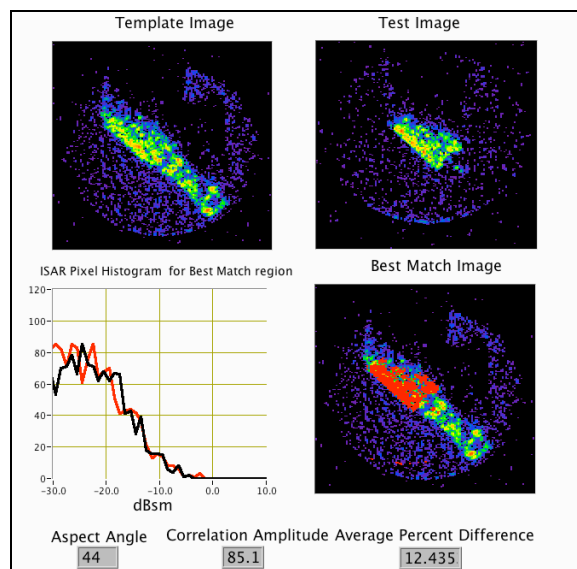 Template Image
Test Image
ISAR Pixel Histogram for Best Match region
Best Match Image
120
100
80
60
40
20
0
-30.0 -20.0 -10.0 0.0 10.0
dBsm
Aspect Angle Correlation Amplitude Average Percent Difference
44 85.1 12.435